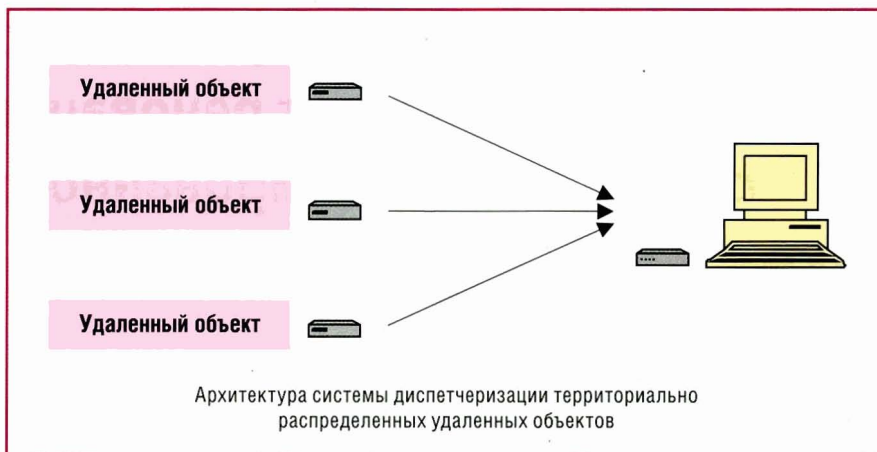 Удаленный объект
Удаленный объект
Удаленный объект
Архитектура системы диспетчеризации территориально
распределенных удаленных объектов